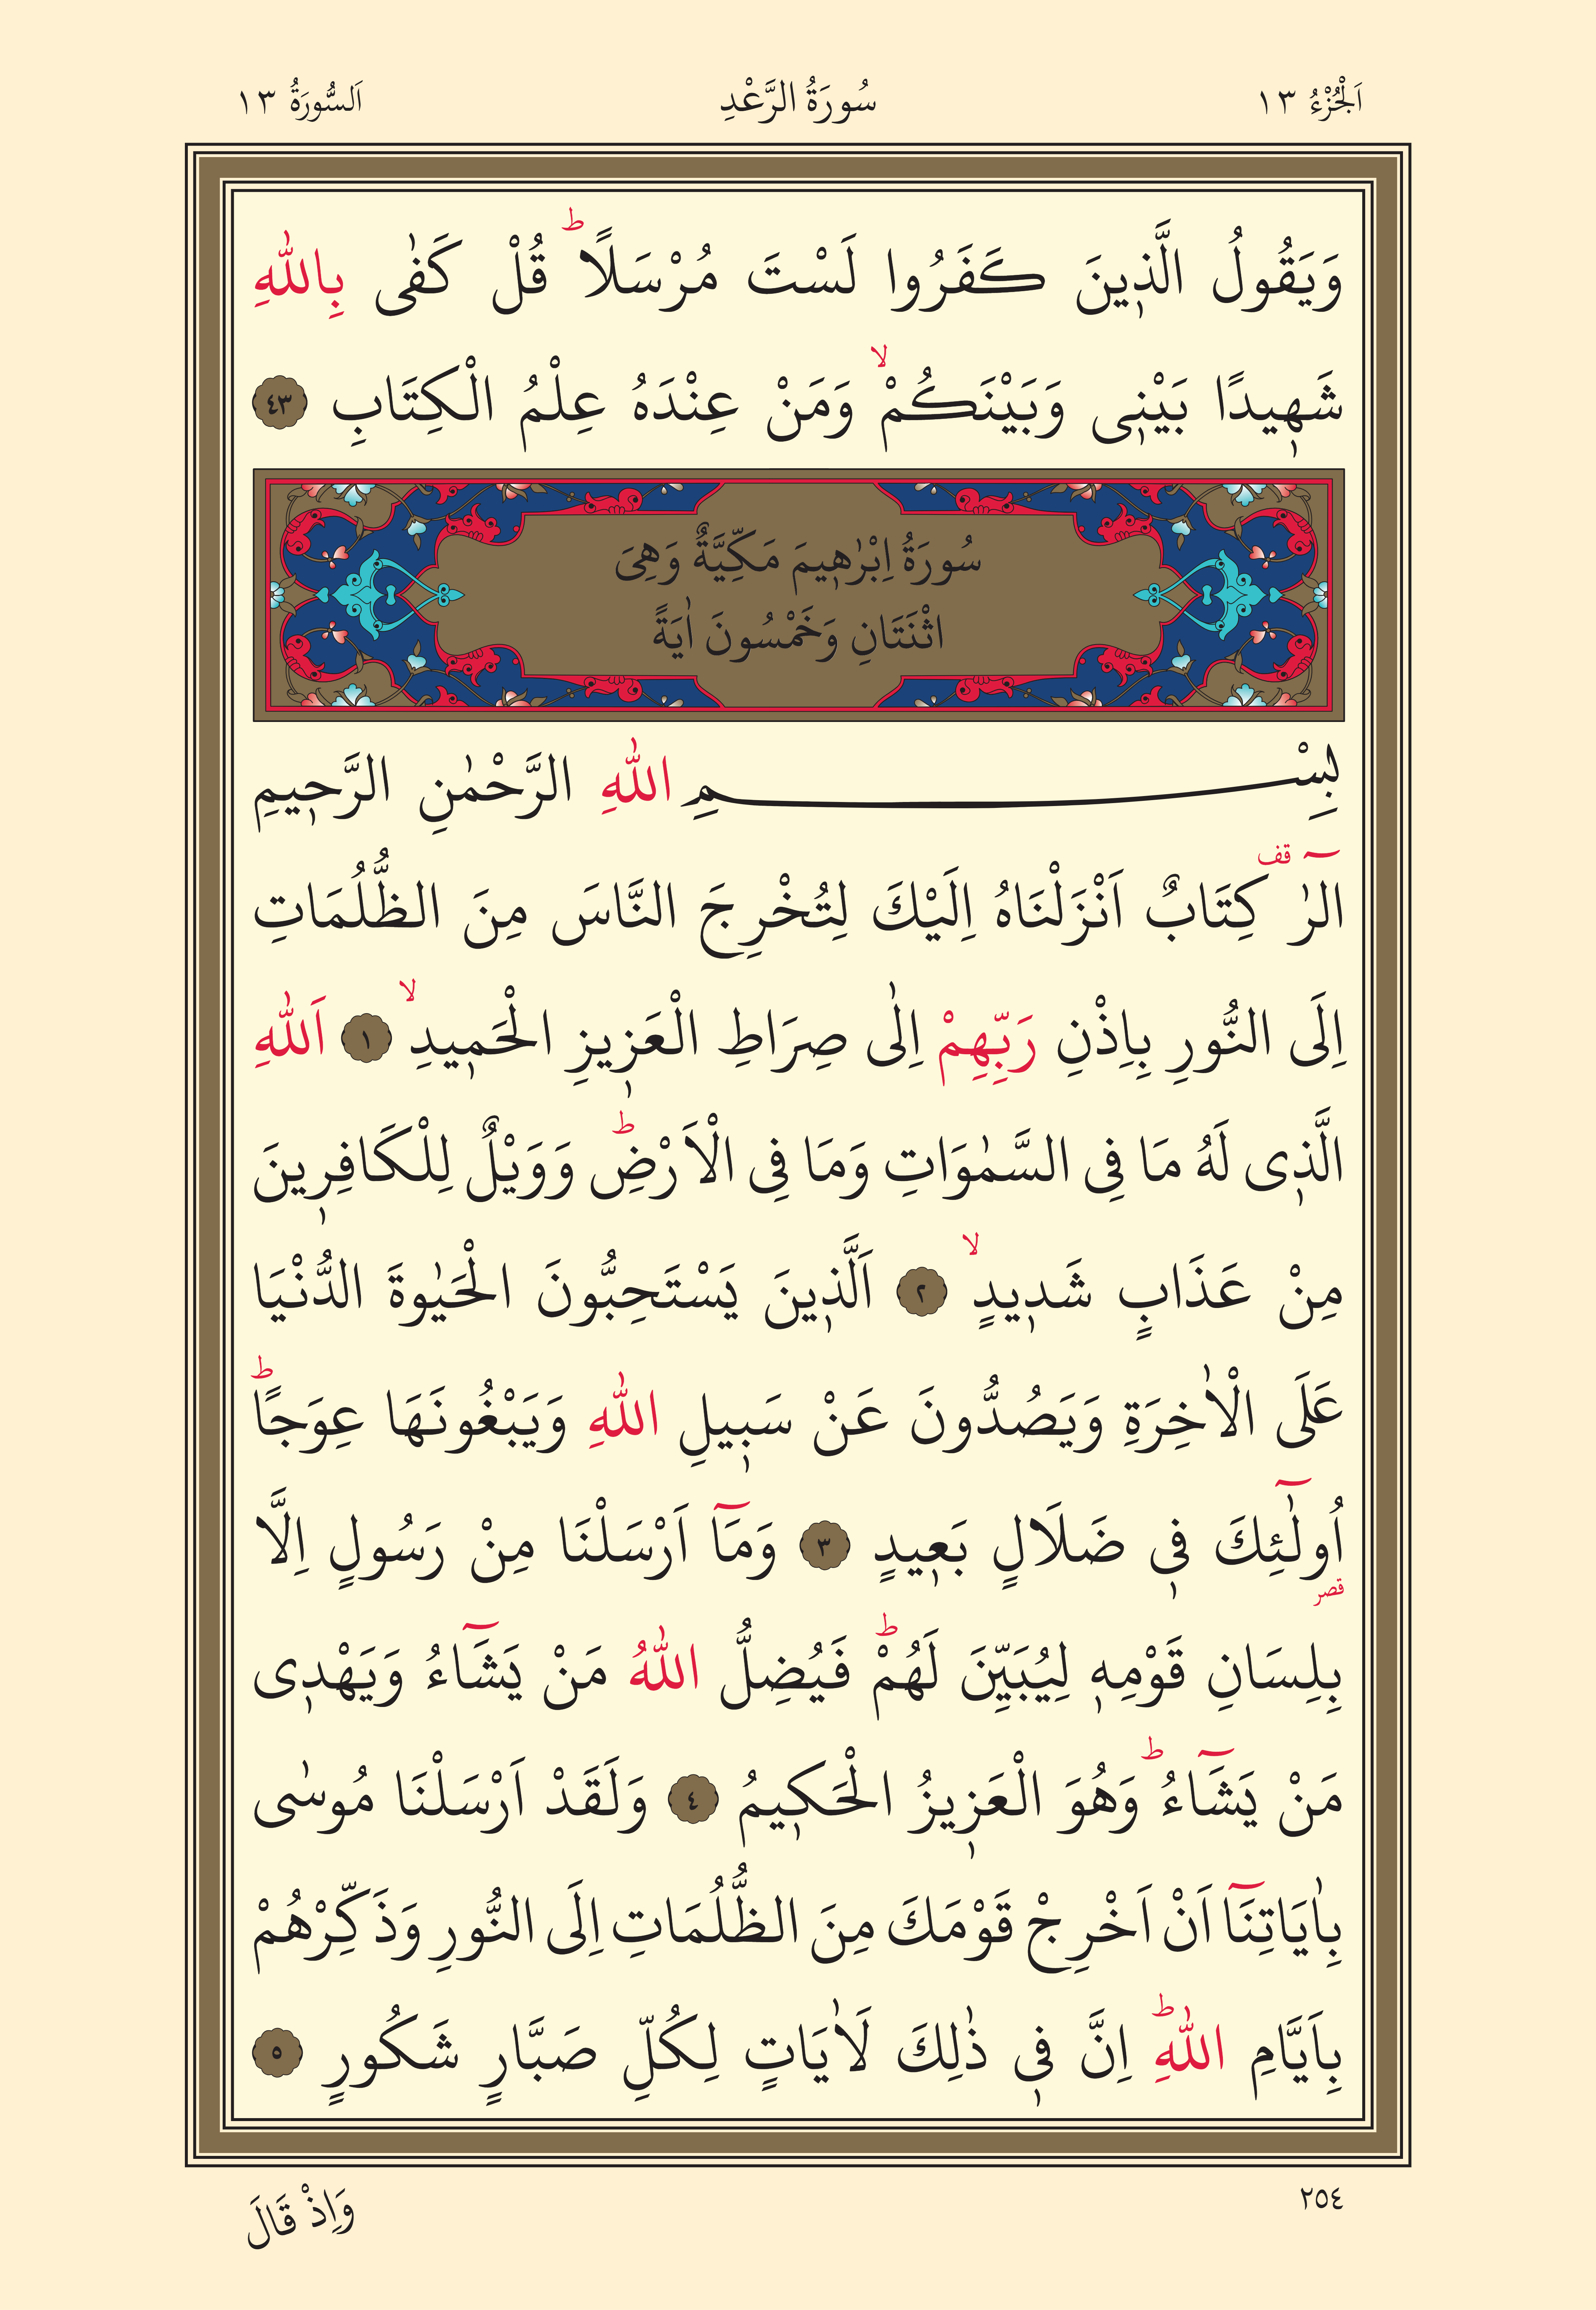 اَلْجُزْءُ ١٣ سُورَةُ الرَّعْدِ اَلسُّورَةُ ١٣
وَيَقُولُ الَّذ۪ينَ كَفَرُوا لَسْتَ مُرْسَلًاۜ قُلْ كَفٰى بِاللّٰهِ
شَه۪يدًا بَيْن۪ى وَبَيْنَكُمْۙ وَمَنْ عِنْدَهُ عِلْمُ الْكِتَابِ ٤٣
سُورَةُ اِبْرٰه۪يمَ مَكِّيَّةٌ وَهِىَ
اثْنَتَانِ وَخَمْسُونَ اٰيَةً
بِسْمِ اللّٰهِ الرَّحْمٰنِ الرَّح۪يمِ
الٓرٰ قف كِتَابٌ اَنْزَلْنَاهُ اِلَيْكَ لِتُخْرِجَ النَّاسَ مِنَ الظُّلُمَاتِ
اِلَى النُّورِ بِاِذْنِ رَبِّهِمْ اِلٰى صِرَاطِ الْعَز۪يزِ الْحَم۪يدِۙ ١ اَللّٰهِ
الَّذ۪ى لَهُ مَا فِى السَّمٰوَاتِ وَمَا فِى الْاَرْضِۜ وَوَيْلٌ لِلْكَافِر۪ينَ
مِنْ عَذَابٍ شَد۪يدٍۙ ٢ اَلَّذ۪ينَ يَسْتَحِبُّونَ الْحَيٰوةَ الدُّنْيَا
عَلَى الْاٰخِرَةِ وَيَصُدُّونَ عَنْ سَب۪يلِ اللّٰهِ وَيَبْغُونَهَا عِوَجًاۜ
اُو۬لٰٓئِكَ قصر ف۪ى ضَلَالٍ بَع۪يدٍ ٣ وَمَٓا اَرْسَلْنَا مِنْ رَسُولٍ اِلَّا
بِلِسَانِ قَوْمِه۪ لِيُبَيِّنَ لَهُمْۜ فَيُضِلُّ اللّٰهُ مَنْ يَشَٓاءُ وَيَهْد۪ى
مَنْ يَشَٓاءُۜ وَهُوَ الْعَز۪يزُ الْحَك۪يمُ ٤ وَلَقَدْ اَرْسَلْنَا مُوسٰى
بِاٰيَاتِنَٓا اَنْ اَخْرِجْ قَوْمَكَ مِنَ الظُّلُمَاتِ اِلَى النُّورِ وَذَكِّرْهُمْ
بِاَيَّامِ اللّٰهِۜ اِنَّ ف۪ى ذٰلِكَ لَاٰيَاتٍ لِكُلِّ صَبَّارٍ شَكُورٍ ٥
٢٥٤ وَاِذْ قَالَ